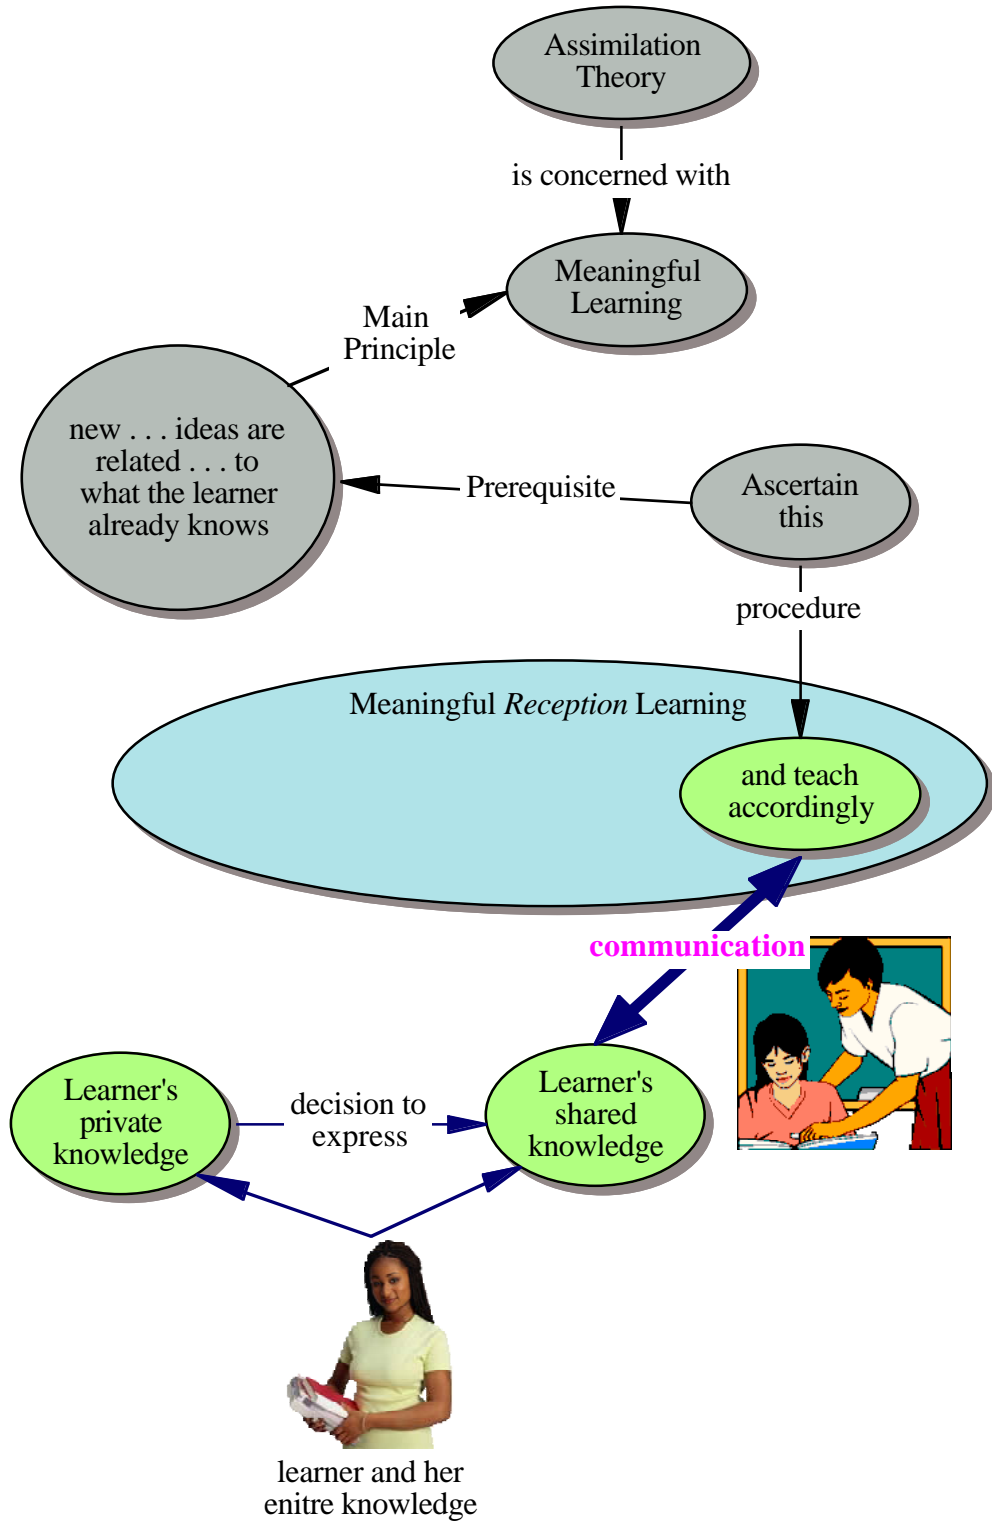 Assimilation
Theory
is concerned with
Meaningful
Learning
Main
Principle
new . . . ideas are
related . . . to
what the learner
already knows
Prerequisite
Ascertain
this
procedure
Meaningful Reception Learning
and teach
accordingly
communication
Learner's
private
knowledge
decision to
express
Learner's
shared
knowledge
learner and her
enitre knowledge